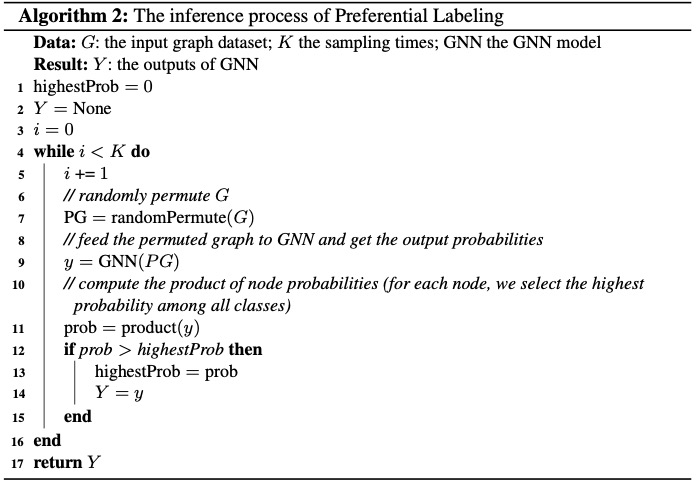 Algorithm 2: The inference process of Preferential Labeling
Data: G: the input graph dataset; K the sampling times; GNN the GNN model
Result: Y: the outputs of GNN
1 highestProb = 0
2 Y = None
3 i = 0
4 while i < K do
5 i += 1
6 // randomly permute G
7 PG = randomPermute(G)
8 // feed the permuted graph to GNN and get the output probabilities
9 y = GNN(PG)
10 // compute the product of node probabilities (for each node, we select the highest
probability among all classes)
11 prob = product(y)
12 if prob > highestProb then
13 highestProb = prob
14 Y = y
15 end
16 end
17 return Y